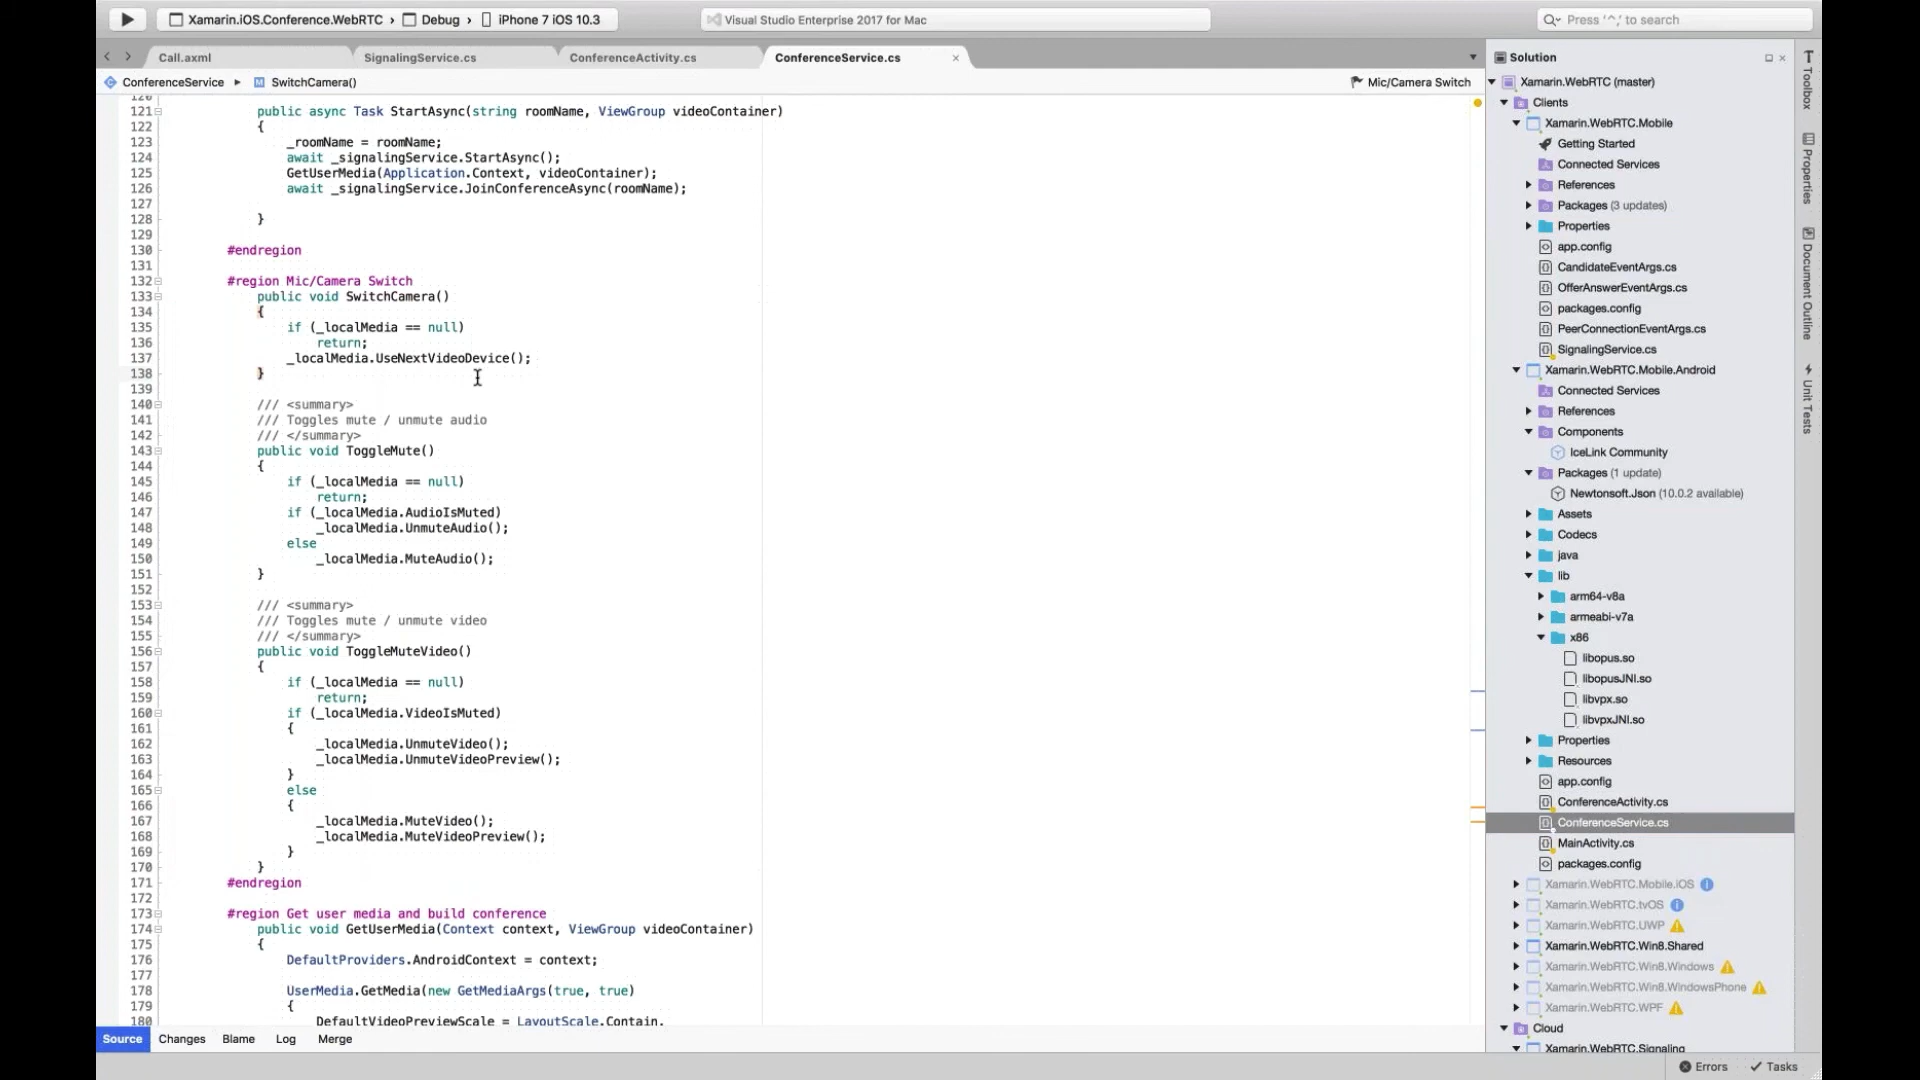 Xamarin.iOS.Conference.WebRTC › Debug › iPhone 7 iOS 10.3
Visual Studio Enterprise 2017 for Mac
Press '^,' to search
Call.axml
SignalingService.cs
ConferenceActivity.cs
ConferenceService.cs
ConferenceService
SwitchCamera()
Mic/Camera Switch
120
121 public async Task StartAsync(string roomName, ViewGroup videoContainer)
122 {
123 _roomName = roomName;
124 await _signalingService.StartAsync();
125 GetUserMedia(Application.Context, videoContainer);
126 await _signalingService.JoinConferenceAsync(roomName);
127
128 }
129
130 #endregion
131
132 #region Mic/Camera Switch
133 public void SwitchCamera()
134 {
135 if (_localMedia == null)
136 return;
137 _localMedia.UseNextVideoDevice();
138 }
139
140 /// <summary>
141 /// Toggles mute / unmute audio
142 /// </summary>
143 public void ToggleMute()
144 {
145 if (_localMedia == null)
146 return;
147 if (_localMedia.AudioIsMuted)
148 _localMedia.UnmuteAudio();
149 else
150 _localMedia.MuteAudio();
151 }
152
153 /// <summary>
154 /// Toggles mute / unmute video
155 /// </summary>
156 public void ToggleMuteVideo()
157 {
158 if (_localMedia == null)
159 return;
160 if (_localMedia.VideoIsMuted)
161 {
162 _localMedia.UnmuteVideo();
163 _localMedia.UnmuteVideoPreview();
164 }
165 else
166 {
167 _localMedia.MuteVideo();
168 _localMedia.MuteVideoPreview();
169 }
170 }
171 #endregion
172
173 #region Get user media and build conference
174 public void GetUserMedia(Context context, ViewGroup videoContainer)
175 {
176 DefaultProviders.AndroidContext = context;
177
178 UserMedia.GetMedia(new GetMediaArgs(true, true)
179 {
180 DefaultVideoPreviewScale = LayoutScale.Contain,
Source
Changes
Blame
Log
Merge
Solution
Xamarin.WebRTC (master)
Clients
Xamarin.WebRTC.Mobile
Getting Started
Connected Services
References
Packages (3 updates)
Properties
app.config
CandidateEventArgs.cs
OfferAnswerEventArgs.cs
packages.config
PeerConnectionEventArgs.cs
SignalingService.cs
Xamarin.WebRTC.Mobile.Android
Connected Services
References
Components
IceLink Community
Packages (1 update)
Newtonsoft.Json (10.0.2 available)
Assets
Codecs
java
lib
arm64-v8a
armeabi-v7a
x86
libopus.so
libopusJNI.so
libvpx.so
libvpxJNI.so
Properties
Resources
app.config
ConferenceActivity.cs
ConferenceService.cs
MainActivity.cs
packages.config
Xamarin.WebRTC.Mobile.iOS
Xamarin.WebRTC.tvOS
Xamarin.WebRTC.UWP
Xamarin.WebRTC.Win8.Shared
Xamarin.WebRTC.Win8.Windows
Xamarin.WebRTC.Win8.WindowsPhone
Xamarin.WebRTC.WPF
Cloud
Xamarin.WebRTC.Signaling
Toolbox
Properties
Document Outline
Unit Tests
Errors
Tasks